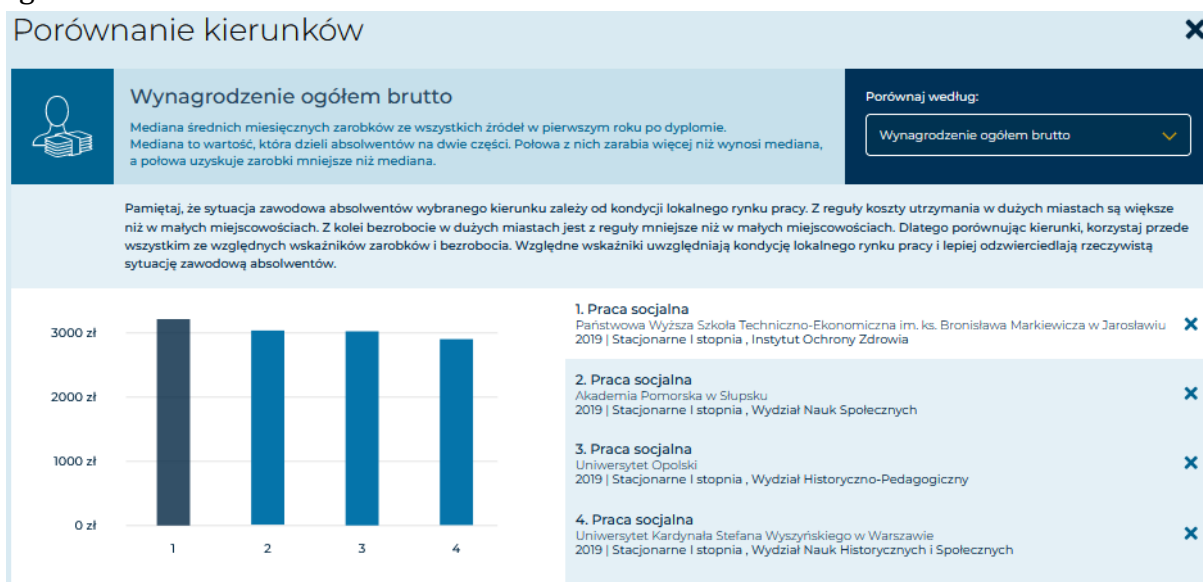 Porównanie kierunków
Wynagrodzenie ogółem brutto
Mediana średnich miesięcznych zarobków ze wszystkich źródeł w pierwszym roku po dyplomie.
Mediana to wartość, która dzieli absolwentów na dwie części. Połowa z nich zarabia więcej niż wynosi mediana,
a połowa uzyskuje zarobki mniejsze niż mediana.
Porównaj według:
Wynagrodzenie ogółem brutto
Pamiętaj, że sytuacja zawodowa absolwentów wybranego kierunku zależy od kondycji lokalnego rynku pracy. Z reguły koszty utrzymania w dużych miastach są większe
niż w małych miejscowościach. Z kolei bezrobocie w dużych miastach jest z reguły mniejsze niż w małych miejscowościach. Dlatego porównując kierunki, korzystaj przede
wszystkim ze względnych wskaźników zarobków i bezrobocia. Względne wskaźniki uwzględniają kondycję lokalnego rynku pracy i lepiej odzwierciedlają rzeczywistą
sytuację zawodową absolwentów.
3000 zł
2000 zł
1000 zł
0 zł
1 2 3 4
1. Praca socjalna
Państwowa Wyższa Szkoła Techniczno-Ekonomiczna im. ks. Bronisława Markiewicza w Jarosławiu
2019 | Stacjonarne I stopnia , Instytut Ochrony Zdrowia
2. Praca socjalna
Akademia Pomorska w Słupsku
2019 | Stacjonarne I stopnia , Wydział Nauk Społecznych
3. Praca socjalna
Uniwersytet Opolski
2019 | Stacjonarne I stopnia , Wydział Historyczno-Pedagogiczny
4. Praca socjalna
Uniwersytet Kardynała Stefana Wyszyńskiego w Warszawie
2019 | Stacjonarne I stopnia , Wydział Nauk Historycznych i Społecznych